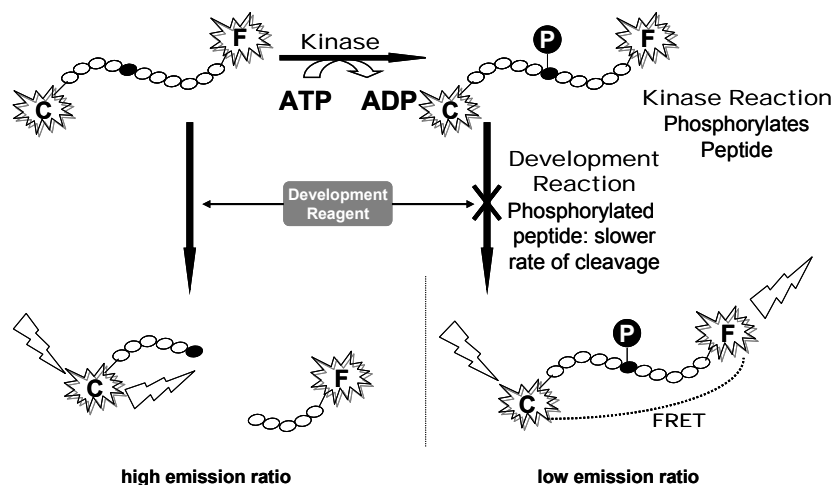 F
Kinase
P
F
C
ATP
ADP
C
Kinase Reaction
Phosphorylates
Peptide
Development
Reaction
Development
Reagent
Phosphorylated
peptide: slower
rate of cleavage
C
F
P
F
C
FRET
high emission ratio
low emission ratio